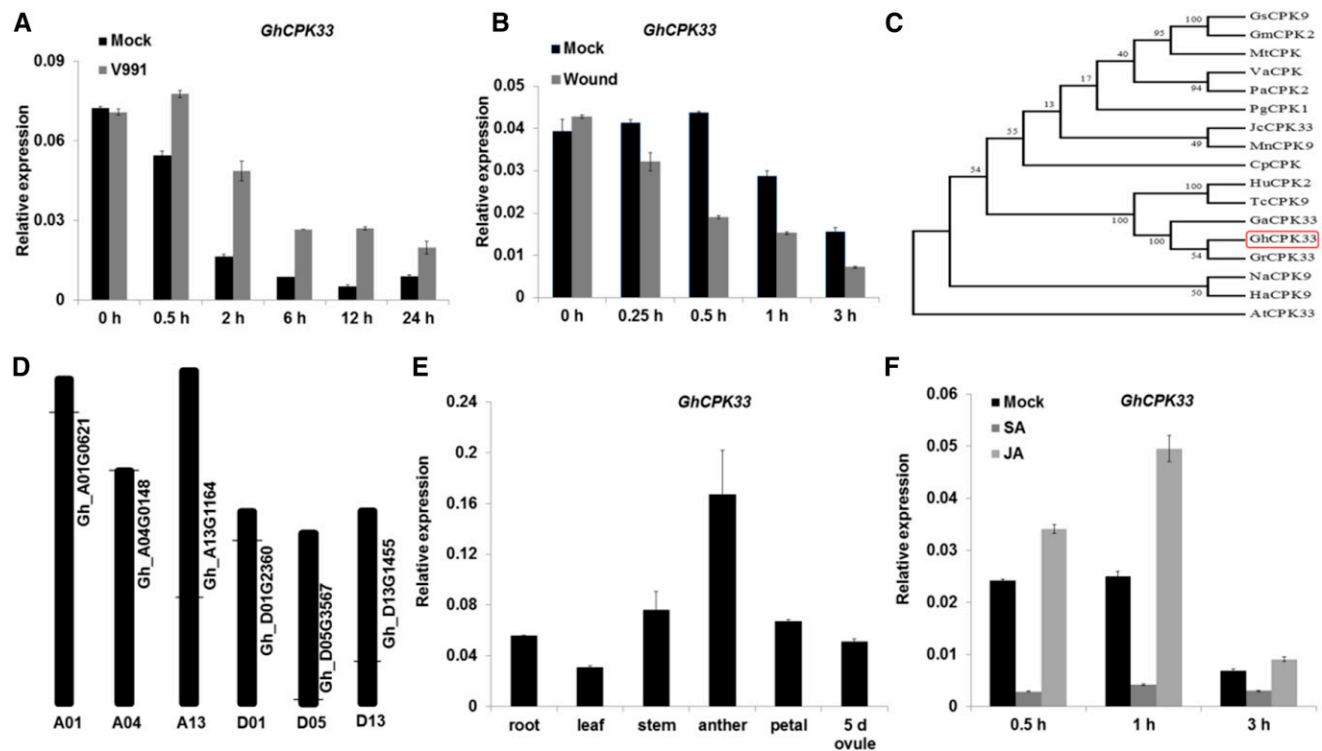 A
GhCPK33
Mock
V991
Relative expression
0.09
0.06
0.03
0
0 h 0.5 h 2 h 6 h 12 h 24 h
B
GhCPK33
Mock
Wound
Relative expression
0.05
0.04
0.03
0.02
0.01
0
0 h 0.25 h 0.5 h 1 h 3 h
C
GsCPK9
GmCPK2
MtCPK
VaCPK
PaCPK2
PgCPK1
JcCPK33
MnCPK9
CpCPK
HuCPK2
TcCPK9
GaCPK33
GhCPK33
GrCPK33
NaCPK9
HaCPK9
AtCPK33
100
95
40
94
17
13
49
55
54
100
100
100
54
50
D
Gh_A01G0621
Gh_A04G0148
Gh_A13G1164
Gh_D01G2360
Gh_D05G3567
Gh_D13G1455
A01 A04 A13 D01 D05 D13
E
GhCPK33
Relative expression
0.24
0.2
0.16
0.12
0.08
0.04
0
root leaf stem anther petal 5 d
ovule
F
GhCPK33
Mock
SA
JA
Relative expression
0.06
0.05
0.04
0.03
0.02
0.01
0
0.5 h 1 h 3 h